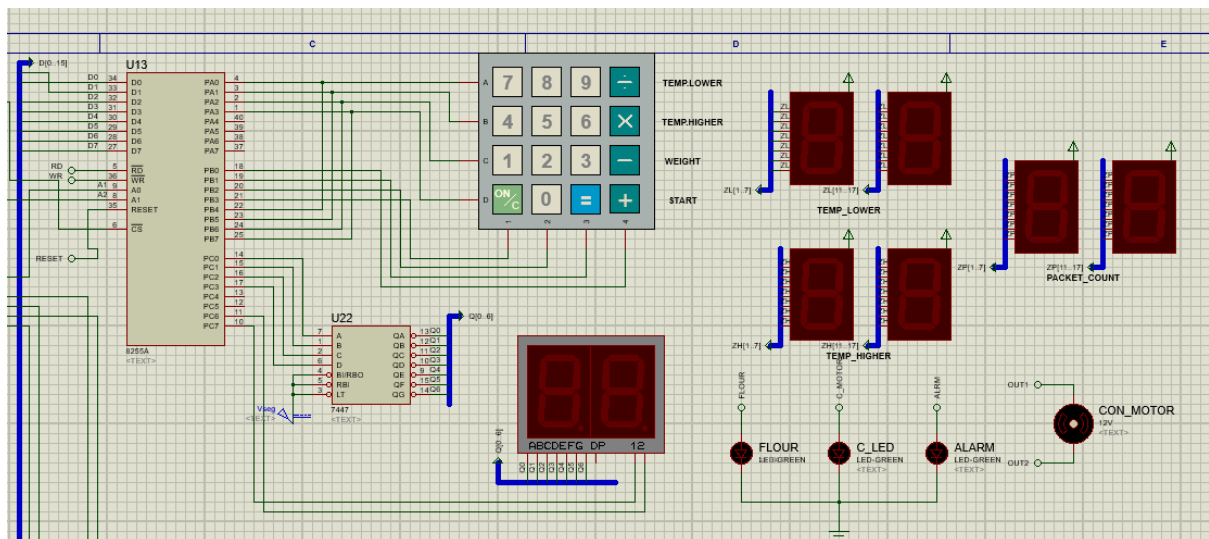 C
D
E
D[0..15]
U13
D0 34 D0 PA0 4
D1 33 D1 PA1 3
D2 32 D2 PA2 2
D3 31 D3 PA3 1
D4 30 D4 PA4 40
D5 29 D5 PA5 39
D6 28 D6 PA6 38
D7 27 D7 PA7 37
RD 5 RD PB0 18
WR 36 WR PB1 19
A1 9 A0 PB2 20
A2 8 A1 PB3 21
35 RESET PB4 22
PB5 23
6 CS PB6 24
PB7 25
RESET
PC0 14
PC1 15
PC2 16
PC3 17
PC4 13
PC5 12
PC6 11
PC7 10
8255A
<TEXT>
A 7 8 9 ÷ TEMP.LOWER
B 4 5 6 × TEMP.HIGHER
C 1 2 3 − WEIGHT
D ON/C 0 = + START
1 2 3 4
U22
7 A QA 13 Q0
1 B QB 12 Q1
2 C QC 11 Q2
6 D QD 10 Q3
4 BI/RBO QE 9 Q4
5 RBI QF 15 Q5
3 LT QG 14 Q6
7447
<TEXT>
Q[0..6]
Vseg
<TEXT>
ABCDEFG DP 12
Q[0..6]
Q0 Q1 Q2 Q3 Q4 Q5 Q6
ZL[1..7]
ZL[11..17]
TEMP_LOWER
ZH[1..7]
ZH[11..17]
TEMP_HIGHER
ZP[1..7]
ZP[11..17]
PACKET_COUNT
FLOUR
C_MOTOR
ALRM
FLOUR
LED-GREEN
C_LED
LED-GREEN
<TEXT>
ALARM
LED-GREEN
<TEXT>
OUT1
OUT2
CON_MOTOR
12V
<TEXT>